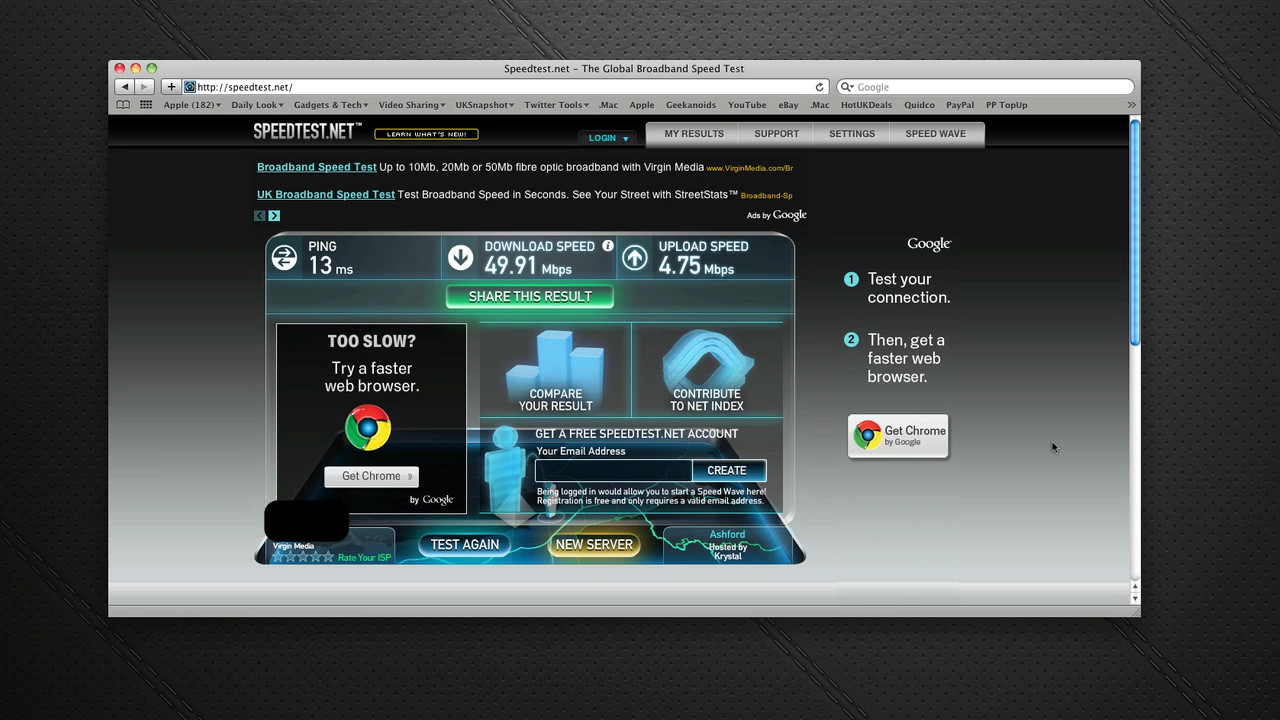 Speedtest.net – The Global Broadband Speed Test
http://speedtest.net/
Google
Apple (182) Daily Look Gadgets & Tech Video Sharing UKSnapshot Twitter Tools .Mac Apple Geekanoids YouTube eBay .Mac HotUKDeals Quidco PayPal PP TopUp
SPEEDTEST.NET™ LEARN WHAT'S NEW! LOGIN MY RESULTS SUPPORT SETTINGS SPEED WAVE
Broadband Speed Test Up to 10Mb, 20Mb or 50Mb fibre optic broadband with Virgin Media www.VirginMedia.com/Br
UK Broadband Speed Test Test Broadband Speed in Seconds. See Your Street with StreetStats™ Broadband-Sp
Ads by Google
PING
13 ms
DOWNLOAD SPEED
49.91 Mbps
UPLOAD SPEED
4.75 Mbps
SHARE THIS RESULT
TOO SLOW?
Try a faster
web browser.
Get Chrome »
by Google
COMPARE
YOUR RESULT
CONTRIBUTE
TO NET INDEX
GET A FREE SPEEDTEST.NET ACCOUNT
Your Email Address
CREATE
Being logged in would allow you to start a Speed Wave here!
Registration is free and only requires a valid email address.
Virgin Media
Rate Your ISP
TEST AGAIN
NEW SERVER
Ashford
Hosted by
Krystal
Google
1 Test your
connection.
2 Then, get a
faster web
browser.
Get Chrome
by Google